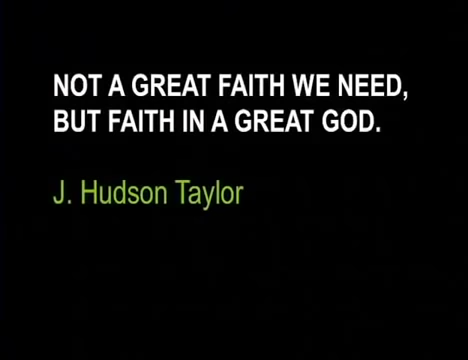 NOT A GREAT FAITH WE NEED,
BUT FAITH IN A GREAT GOD.
J. Hudson Taylor